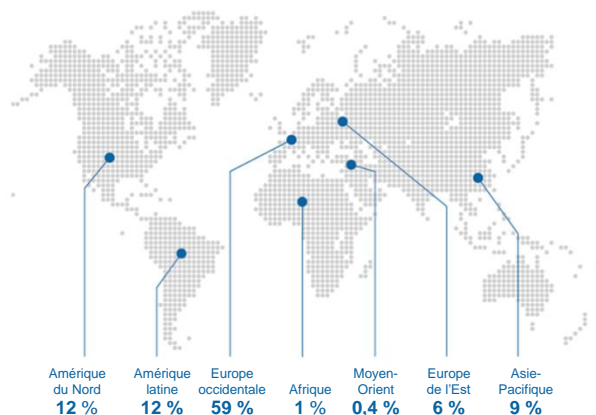 Amérique
du Nord
12 %
Amérique
latine
12 %
Europe
occidentale
59 %
Afrique
1 %
Moyen-
Orient
0,4 %
Europe
de l'Est
6 %
Asie-
Pacifique
9 %